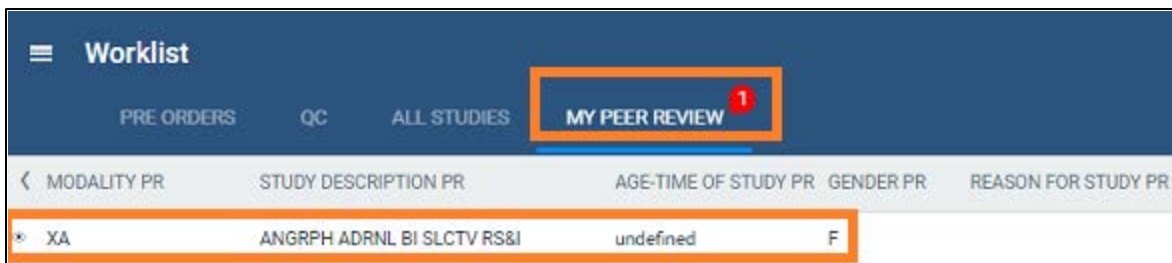 Worklist
PRE ORDERS QC ALL STUDIES MY PEER REVIEW 1
MODALITY PR STUDY DESCRIPTION PR AGE-TIME OF STUDY PR GENDER PR REASON FOR STUDY PR
XA ANGRPH ADRNL BI SLCTV RS&I undefined F